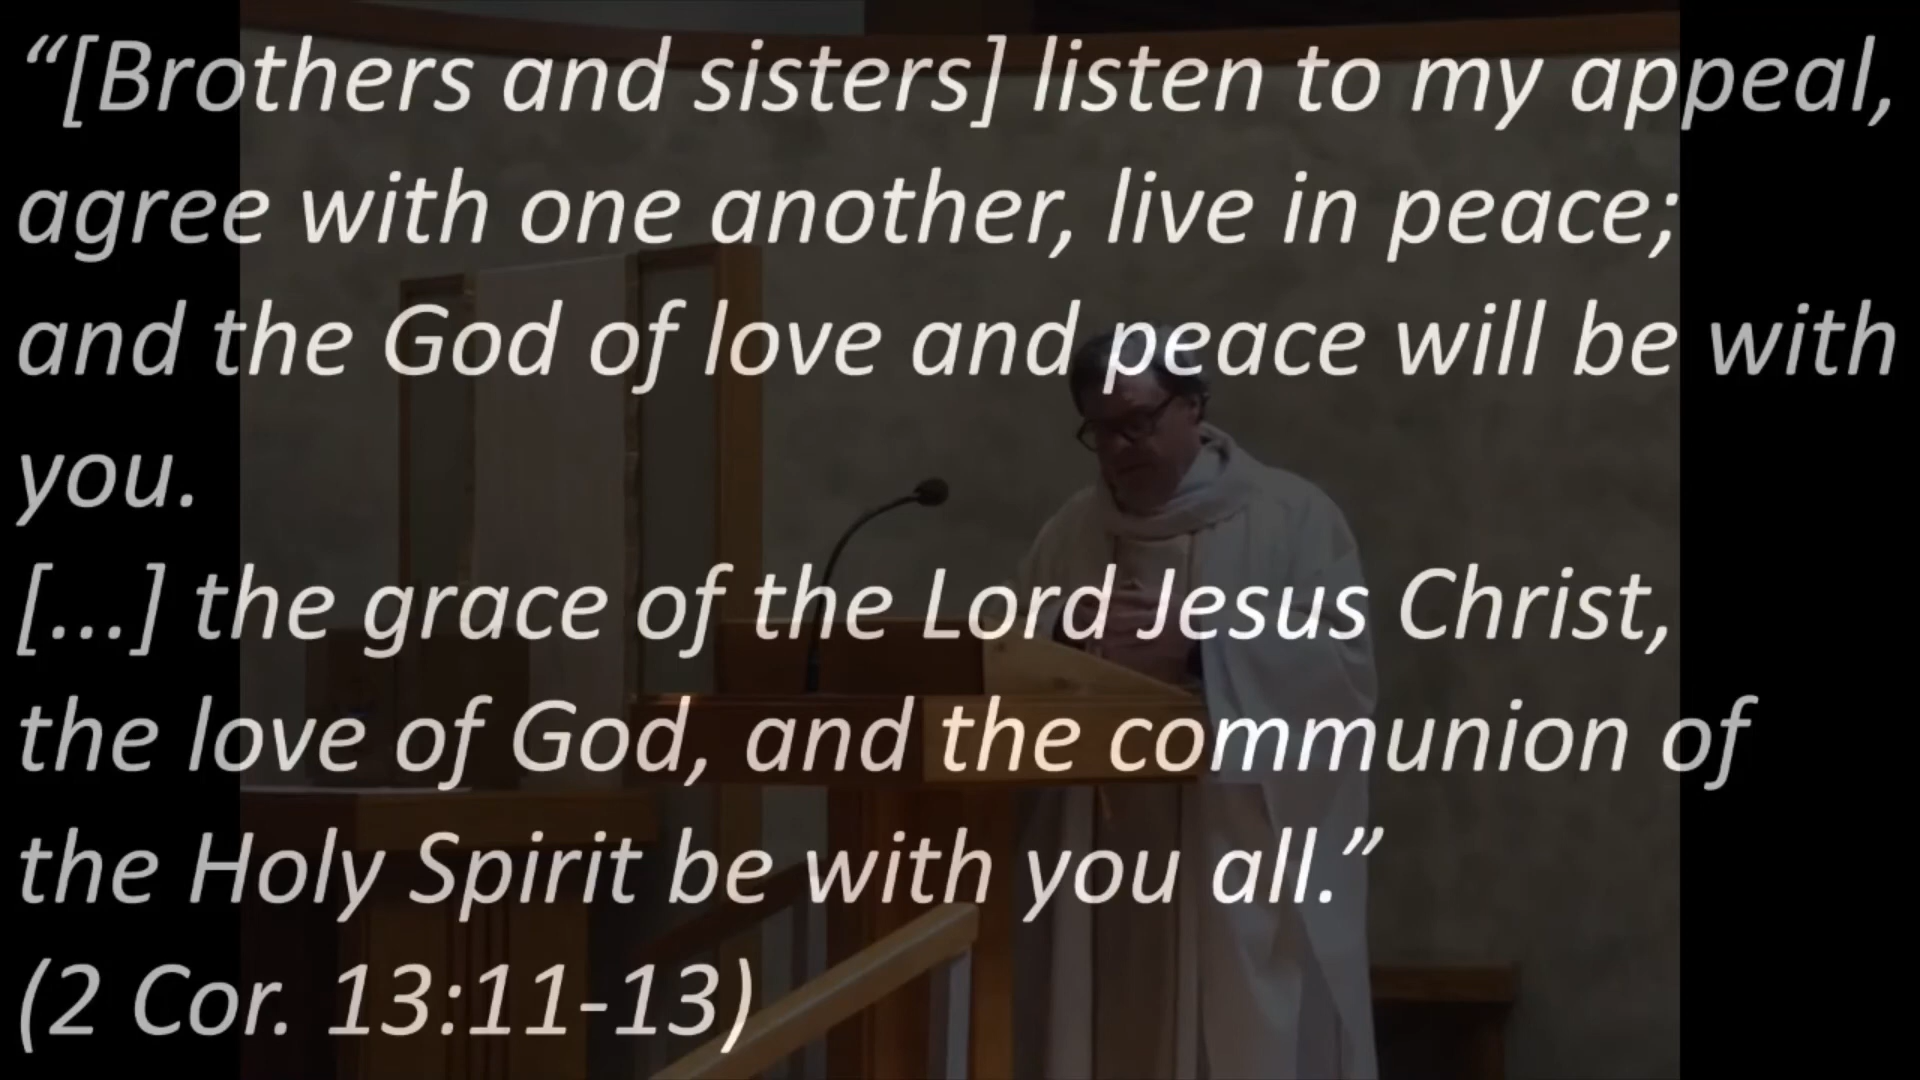 “[Brothers and sisters] listen to my appeal,
agree with one another, live in peace;
and the God of love and peace will be with
you.
[...] the grace of the Lord Jesus Christ,
the love of God, and the communion of
the Holy Spirit be with you all.”
(2 Cor. 13:11-13)